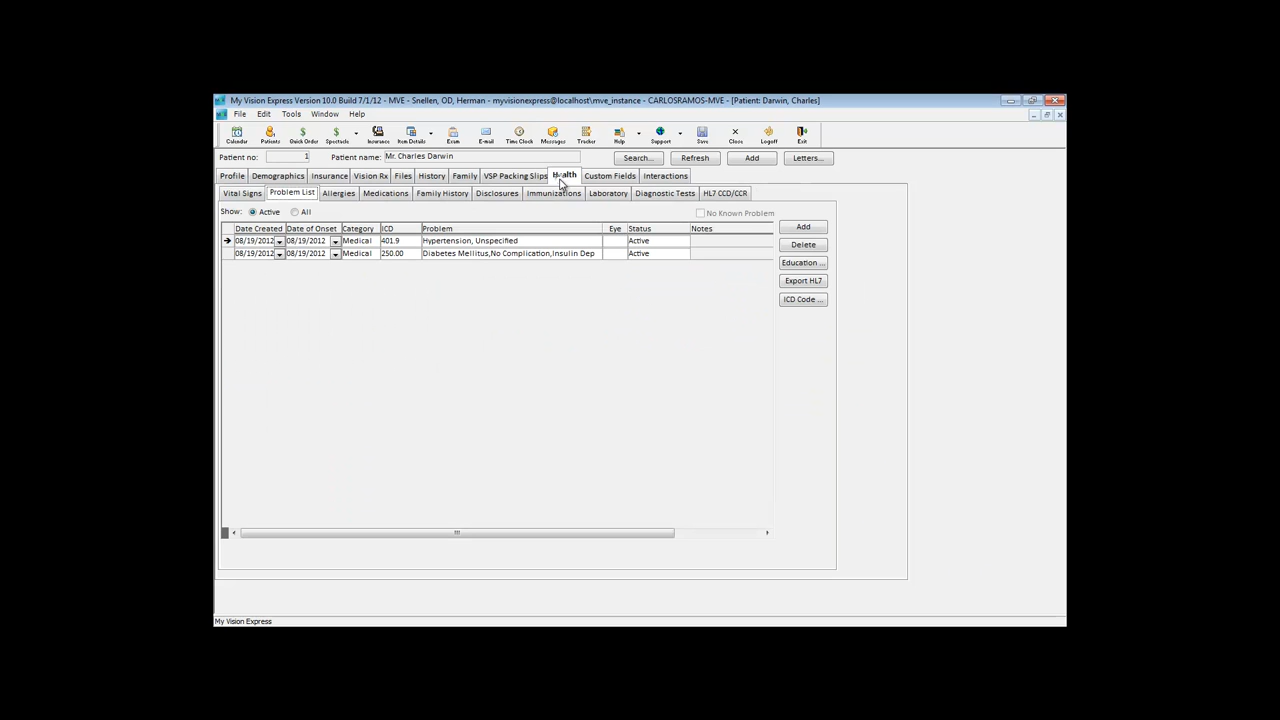 My Vision Express Version 10.0 Build 7/1/12 - MVE - Snellen, OD, Herman - myvisionexpress@localhost\mve_instance - CARLOSRAMOS-MVE - [Patient: Darwin, Charles]
File Edit Tools Window Help
Calendar Patients Quick Order Spectacle Insurance Item Details Exam E-mail Time Clock Messages Tracker Help Support Save Close Logoff Exit
Patient no: 1 Patient name: Mr. Charles Darwin Search... Refresh Add Letters...
Profile Demographics Insurance Vision Rx Files History Family VSP Packing Slips Health Custom Fields Interactions
Vital Signs Problem List Allergies Medications Family History Disclosures Immunizations Laboratory Diagnostic Tests HL7 CCD/CCR
Show: Active All No Known Problem
Date Created Date of Onset Category ICD Problem Eye Status Notes
08/19/2012 08/19/2012 Medical 401.9 Hypertension, Unspecified Active
08/19/2012 08/19/2012 Medical 250.00 Diabetes Mellitus,No Complication,Insulin Dep Active
Add
Delete
Education ...
Export HL7
ICD Code ...
My Vision Express